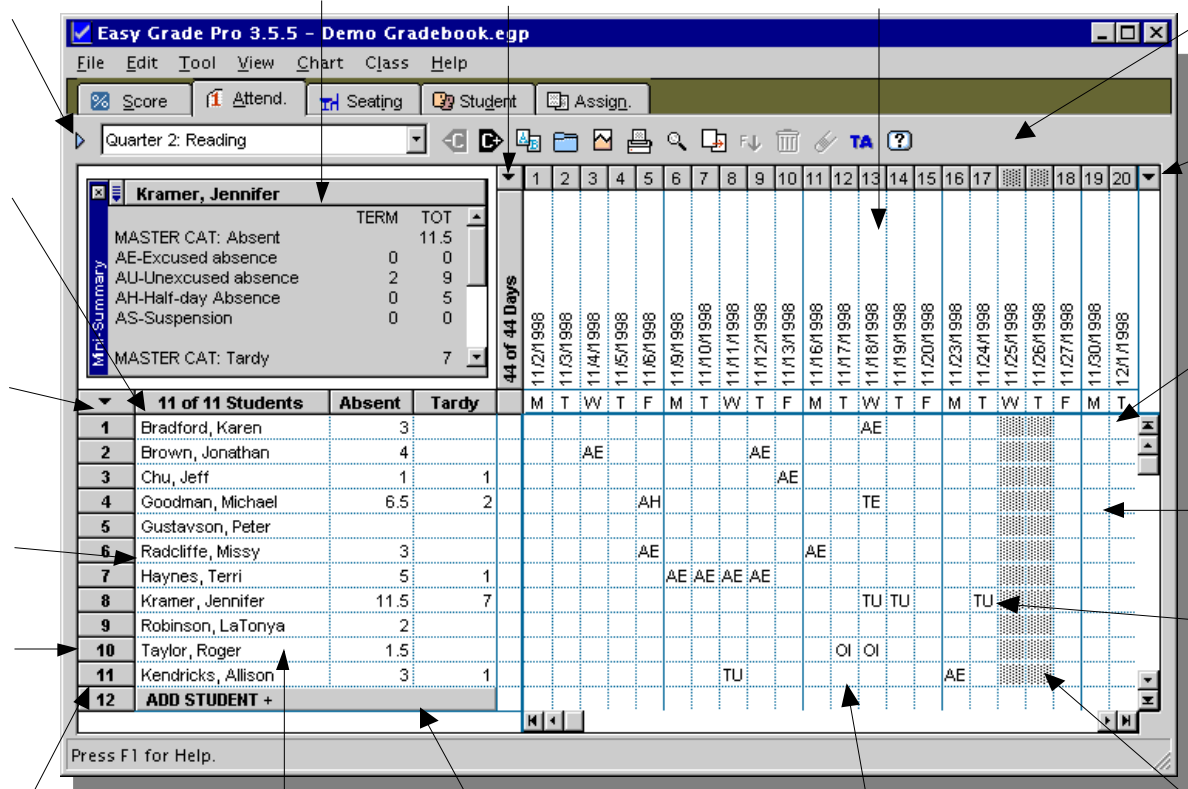 Easy Grade Pro 3.5.5 – Demo Gradebook.egp
File Edit Tool View Chart Class Help
% Score 1 Attend. Seating Student Assign.
Quarter 2: Reading C C A B F TA ?
Kramer, Jennifer
TERM TOT
MASTER CAT: Absent 11.5
AE-Excused absence 0 0
AU-Unexcused absence 2 9
AH-Half-day Absence 0 5
AS-Suspension 0 0
MASTER CAT: Tardy 7
Mini-Summary
44 of 44 Days
1 2 3 4 5 6 7 8 9 10 11 12 13 14 15 16 17 18 19 20
11/2/1998
11/3/1998
11/4/1998
11/5/1998
11/6/1998
11/9/1998
11/10/1998
11/11/1998
11/12/1998
11/13/1998
11/16/1998
11/17/1998
11/18/1998
11/19/1998
11/20/1998
11/23/1998
11/24/1998
11/25/1998
11/26/1998
11/27/1998
11/30/1998
12/1/1998
11 of 11 Students Absent Tardy M T W T F M T W T F M T W T F M T W T F M T
1 Bradford, Karen 3 AE
2 Brown, Jonathan 4 AE AE
3 Chu, Jeff 1 1 AE
4 Goodman, Michael 6.5 2 AH TE
5 Gustavson, Peter
6 Radcliffe, Missy 3 AE AE
7 Haynes, Terri 5 1 AE AE AE AE
8 Kramer, Jennifer 11.5 7 TU TU TU
9 Robinson, LaTonya 2
10 Taylor, Roger 1.5 OI OI
11 Kendricks, Allison 3 1 TU AE
12 ADD STUDENT +
Press F1 for Help.